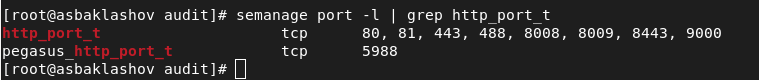 [root@asbaklashov audit]# semanage port -l | grep http_port_t
http_port_t                    tcp      80, 81, 443, 488, 8008, 8009, 8443, 9000
pegasus_http_port_t            tcp      5988
[root@asbaklashov audit]#